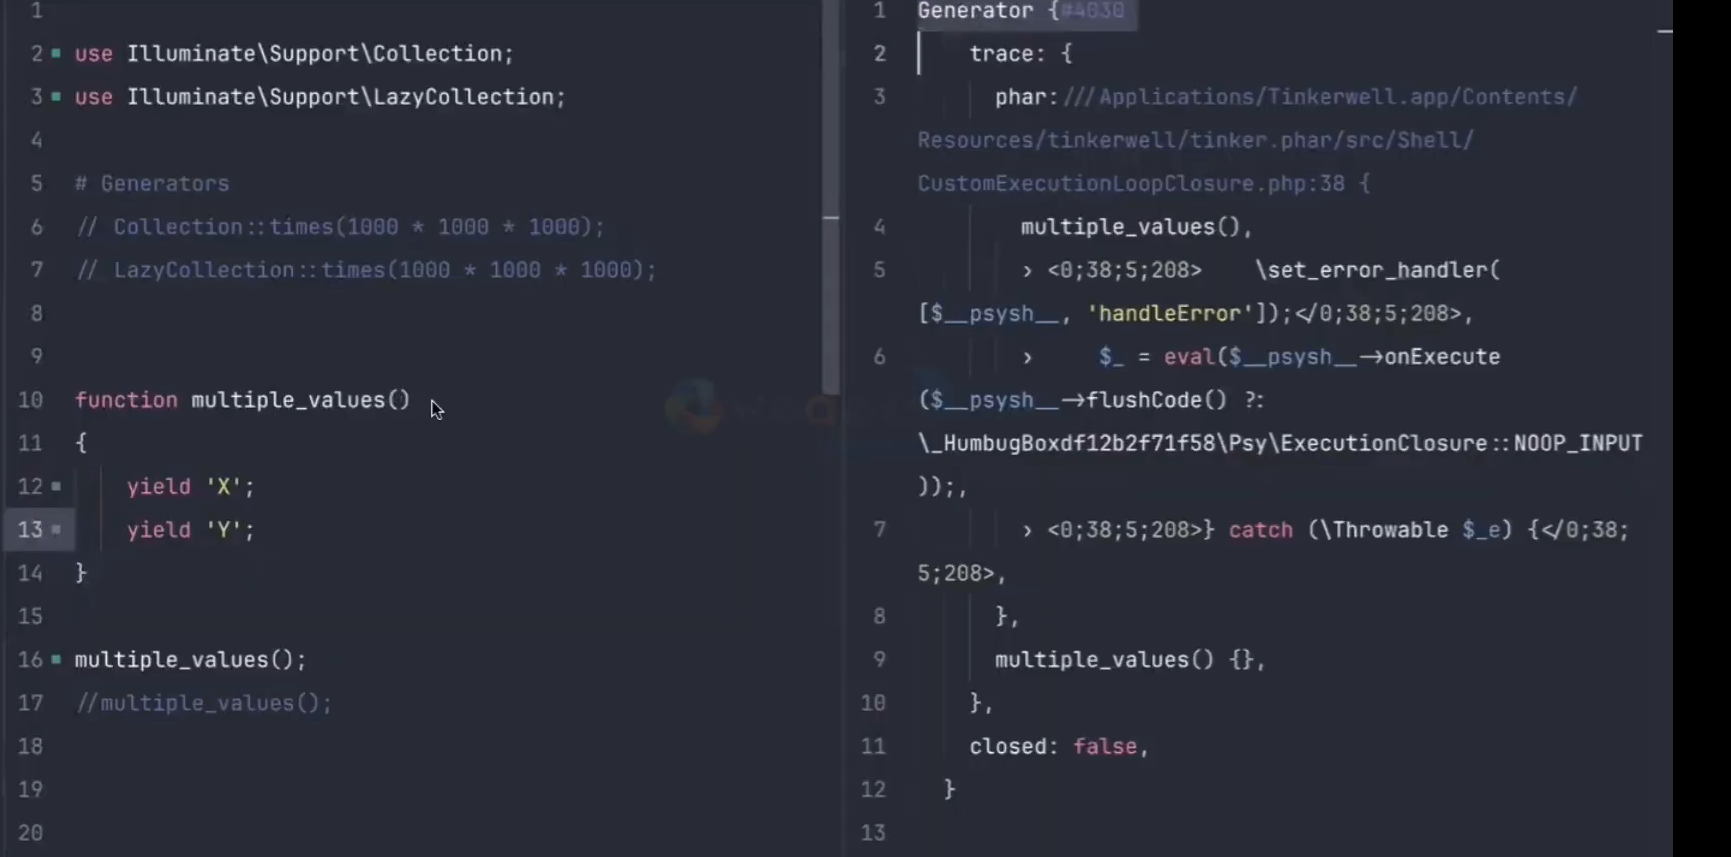 1
2 use Illuminate\Support\Collection;
3 use Illuminate\Support\LazyCollection;
4
5 # Generators
6 // Collection::times(1000 * 1000 * 1000);
7 // LazyCollection::times(1000 * 1000 * 1000);
8
9
10 function multiple_values()
11 {
12 yield 'X';
13 yield 'Y';
14 }
15
16 multiple_values();
17 //multiple_values();
18
19
20
1 Generator {#4030
2 trace: {
3 phar:///Applications/Tinkerwell.app/Contents/
Resources/tinkerwell/tinker.phar/src/Shell/
CustomExecutionLoopClosure.php:38 {
4 multiple_values(),
5 › <0;38;5;208> \set_error_handler(
[$__psysh__, 'handleError']);</0;38;5;208>,
6 › $_ = eval($__psysh__->onExecute
($__psysh__->flushCode() ?:
\_HumbugBoxdf12b2f71f58\Psy\ExecutionClosure::NOOP_INPUT
));,
7 › <0;38;5;208>} catch (\Throwable $_e) {</0;38;
5;208>,
8 },
9 multiple_values() {},
10 },
11 closed: false,
12 }
13